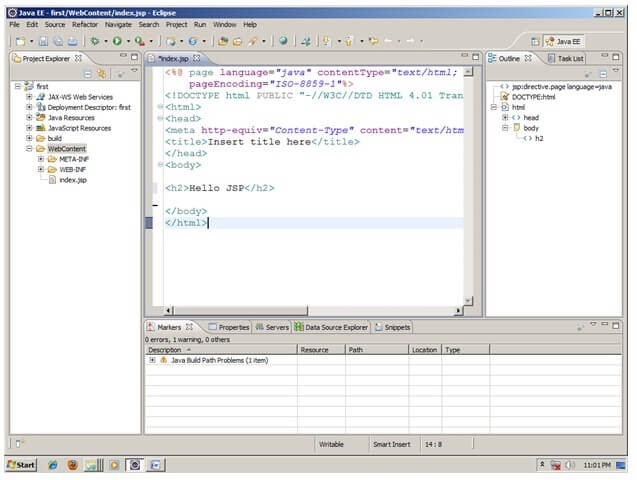 Java EE - first/WebContent/index.jsp - Eclipse
File Edit Source Refactor Navigate Search Project Run Window Help
Java EE
Project Explorer
first
JAX-WS Web Services
Deployment Descriptor: first
Java Resources
JavaScript Resources
build
WebContent
META-INF
WEB-INF
index.jsp
*index.jsp
<%@ page language="java" contentType="text/html;
pageEncoding="ISO-8859-1"%>
<!DOCTYPE html PUBLIC "-//W3C//DTD HTML 4.01 Tran
<html>
<head>
<meta http-equiv="Content-Type" content="text/htm
<title>Insert title here</title>
</head>
<body>
<h2>Hello JSP</h2>
</body>
</html>
Outline Task List
jsp:directive.page language=java
DOCTYPE:html
html
head
body
h2
Markers Properties Servers Data Source Explorer Snippets
0 errors, 1 warning, 0 others
Description Resource Path Location Type
Java Build Path Problems (1 item)
Writable Smart Insert 14 : 8
Start 11:01 PM